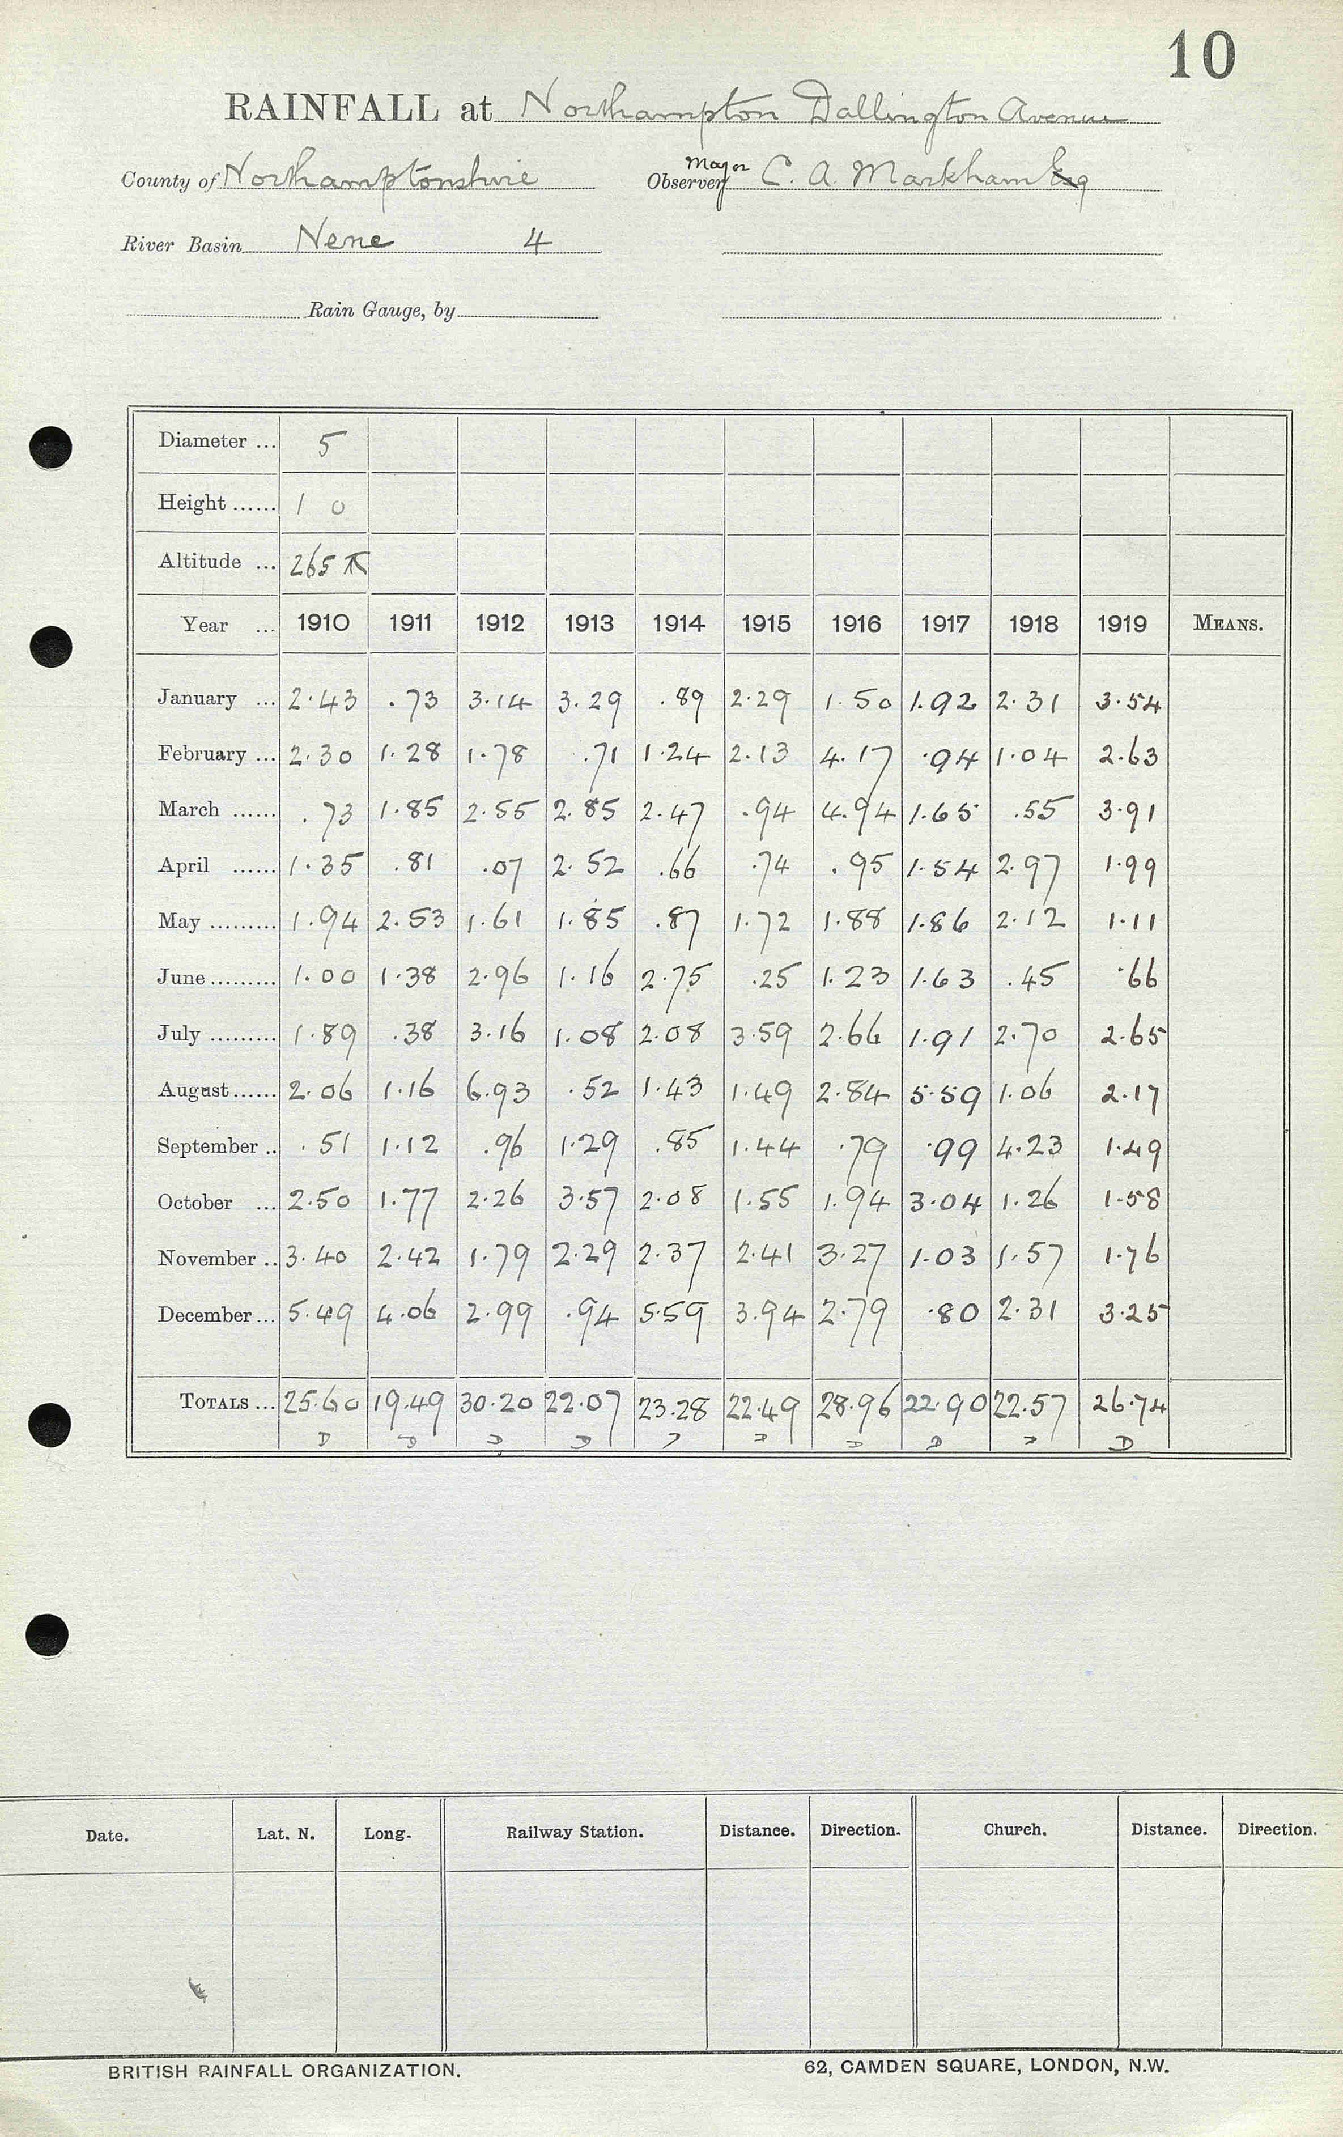 10
RAINFALL at Northampton Dallington Avenue
County of Northamptonshire Major Observer C. A. Markham Esq
River Basin Nene 4
Rain Gauge, by
Diameter ... 5
Height ...... 1 0
Altitude ... 265
Year ... 1910 1911 1912 1913 1914 1915 1916 1917 1918 1919 MEANS.
January ... 2.43 .73 3.14 3.29 .89 2.29 1.50 1.92 2.31 3.54
February ... 2.30 1.28 1.78 .71 1.24 2.13 4.17 .94 1.04 2.63
March ...... .73 1.85 2.55 2.85 2.47 .94 4.94 1.65 .55 3.91
April ...... 1.35 .81 .07 2.52 .66 .74 .95 1.54 2.97 1.99
May ......... 1.94 2.53 1.61 1.85 .87 1.72 1.88 1.86 2.12 1.11
June ......... 1.00 1.38 2.96 1.16 2.75 .25 1.23 1.63 .45 .66
July ......... 1.89 .38 3.16 1.08 2.08 3.59 2.66 1.91 2.70 2.65
August ...... 2.06 1.16 6.93 .52 1.43 1.49 2.84 5.59 1.06 2.17
September .. .51 1.12 .96 1.29 .85 1.44 .79 .99 4.23 1.49
October ... 2.50 1.77 2.26 3.57 2.08 1.55 1.94 3.04 1.26 1.58
November .. 3.40 2.42 1.79 2.29 2.37 2.41 3.27 1.03 1.57 1.76
December ... 5.49 4.06 2.99 .94 5.59 3.94 2.79 .80 2.31 3.25
TOTALS ... 25.60 19.49 30.20 22.07 23.28 22.49 28.96 22.90 22.57 26.74
D D D D D D D D D
Date. Lat. N. Long. Railway Station. Distance. Direction. Church. Distance. Direction.
BRITISH RAINFALL ORGANIZATION. 62, CAMDEN SQUARE, LONDON, N.W.